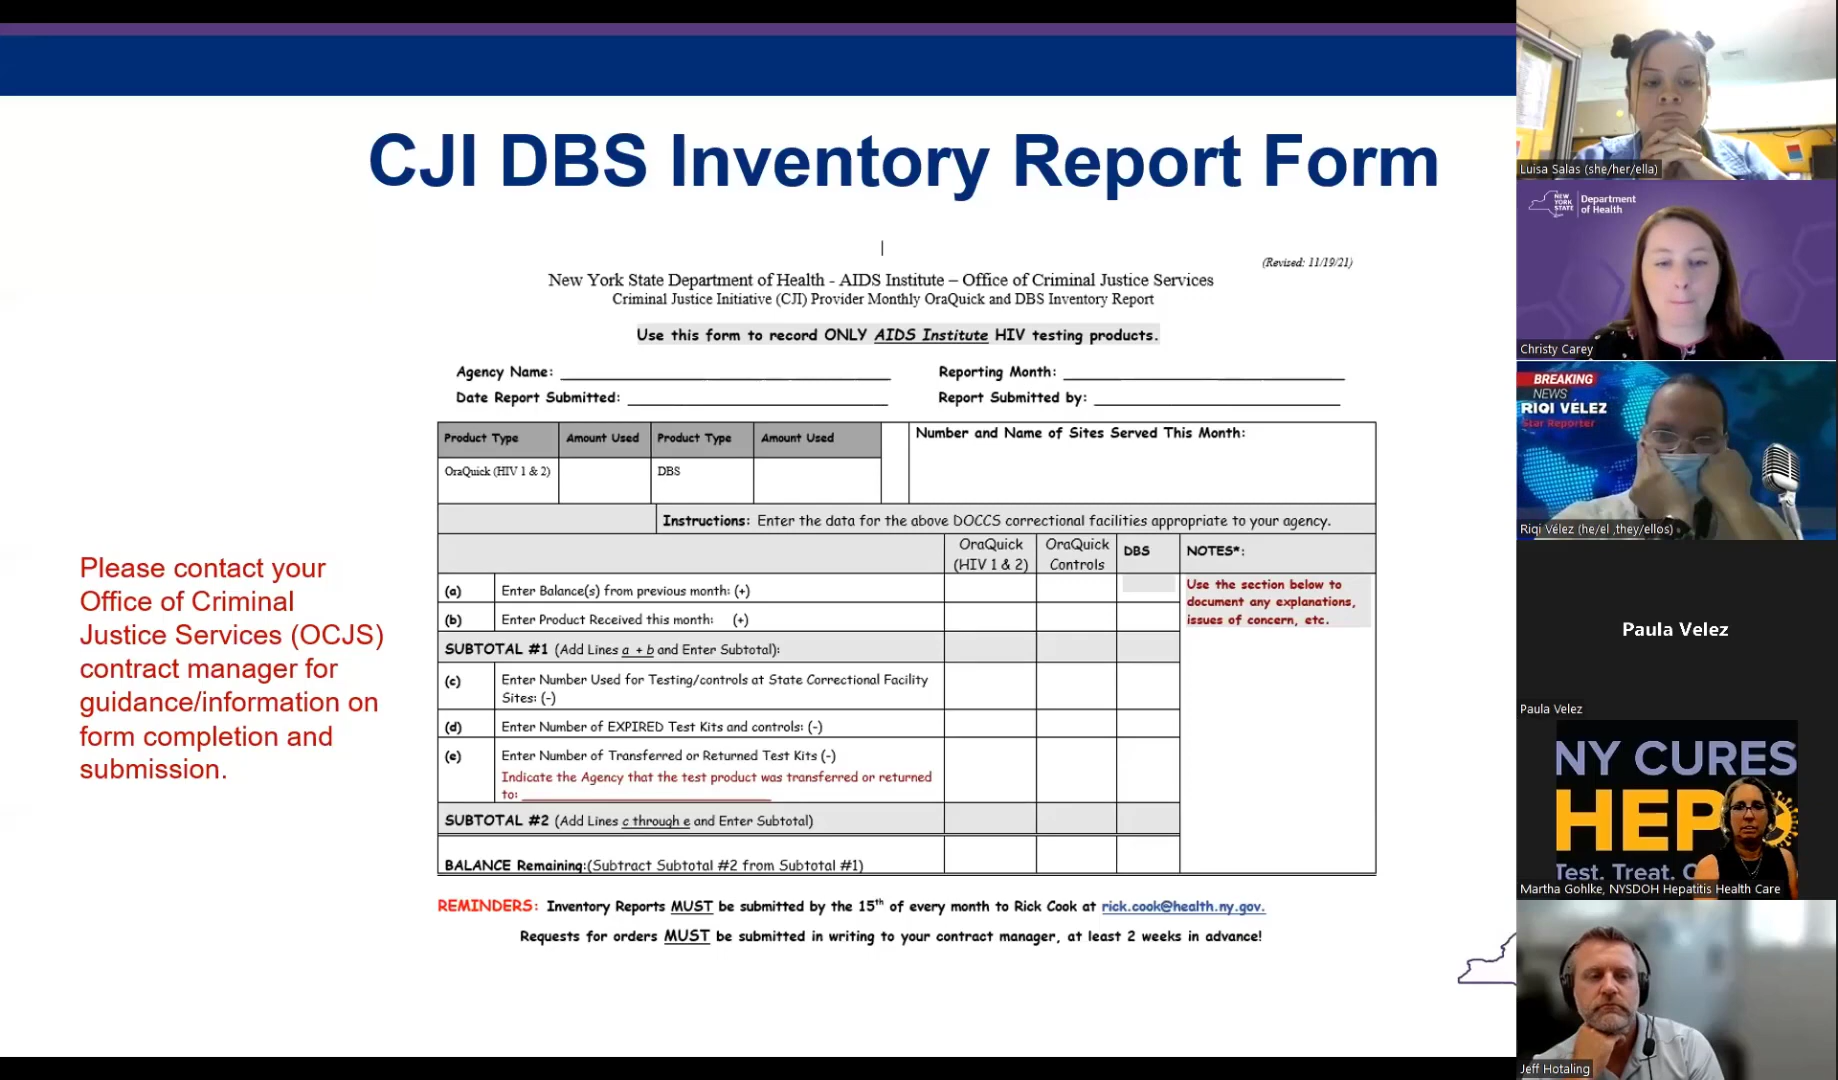 CJI DBS Inventory Report Form
(Revised: 11/19/21)
New York State Department of Health - AIDS Institute – Office of Criminal Justice Services
Criminal Justice Initiative (CJI) Provider Monthly OraQuick and DBS Inventory Report
Use this form to record ONLY AIDS Institute HIV testing products.
Agency Name: Reporting Month:
Date Report Submitted: Report Submitted by:
Product Type Amount Used Product Type Amount Used Number and Name of Sites Served This Month:
OraQuick (HIV 1 & 2) DBS
Instructions: Enter the data for the above DOCCS correctional facilities appropriate to your agency.
OraQuick (HIV 1 & 2) OraQuick Controls DBS NOTES*:
(a) Enter Balance(s) from previous month: (+)
Use the section below to
document any explanations,
issues of concern, etc.
(b) Enter Product Received this month: (+)
SUBTOTAL #1 (Add Lines a + b and Enter Subtotal):
(c) Enter Number Used for Testing/controls at State Correctional Facility
Sites: (-)
(d) Enter Number of EXPIRED Test Kits and controls: (-)
(e) Enter Number of Transferred or Returned Test Kits (-)
Indicate the Agency that the test product was transferred or returned
to:
SUBTOTAL #2 (Add Lines c through e and Enter Subtotal)
BALANCE Remaining:(Subtract Subtotal #2 from Subtotal #1)
REMINDERS: Inventory Reports MUST be submitted by the 15th of every month to Rick Cook at rick.cook@health.ny.gov.
Requests for orders MUST be submitted in writing to your contract manager, at least 2 weeks in advance!
Please contact your
Office of Criminal
Justice Services (OCJS)
contract manager for
guidance/information on
form completion and
submission.
Luisa Salas (she/her/ella)
NEW YORK STATE
Department
of Health
Christy Carey
BREAKING
NEWS
RIQI VÉLEZ
Star Reporter
Riqi Vélez (he/el ,they/ellos)
Paula Velez
Paula Velez
NY CURES
HEP
Test. Treat. C
Martha Gohlke, NYSDOH Hepatitis Health Care
Jeff Hotaling